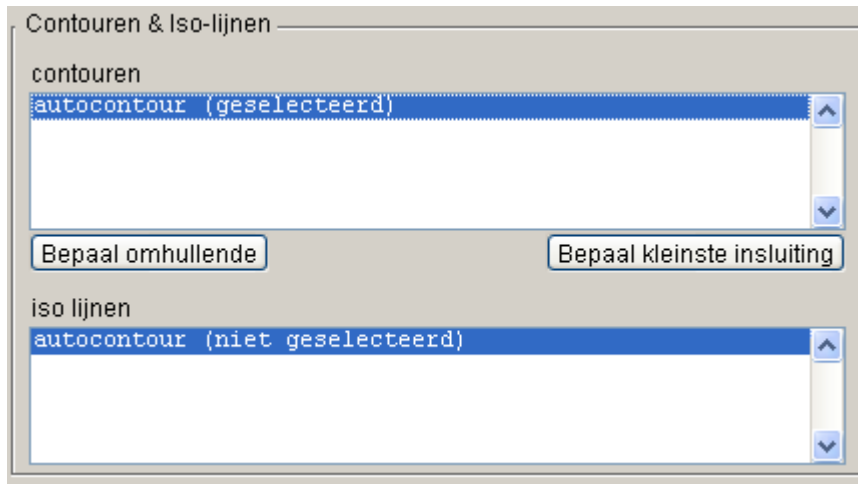 Contouren & Iso-lijnen
contouren
autocontour (geselecteerd)
Bepaal omhullende
Bepaal kleinste insluiting
iso lijnen
autocontour (niet geselecteerd)